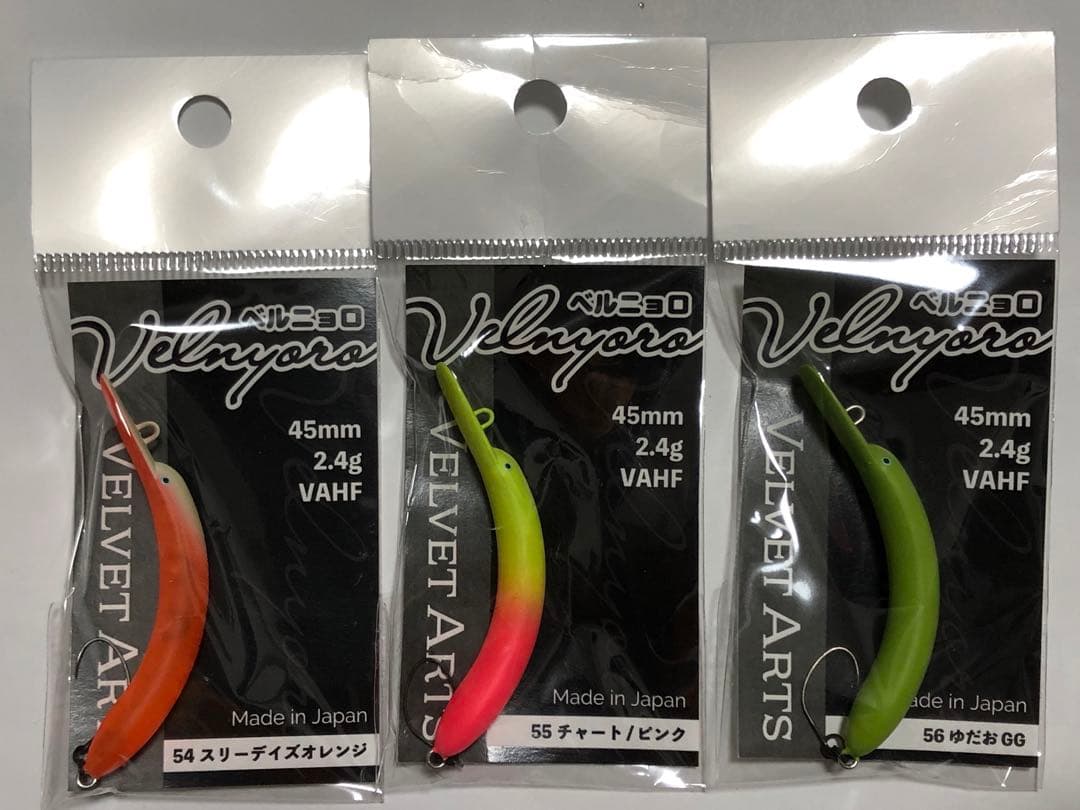 ベルニョロ
Velnyoro
45mm
2.4g
VAHF
VELVET AR
Made in Japan
54 スリーデイズオレンジ
ベルニョロ
Velnyoro
45mm
2.4g
VAHF
VELVET ARTS
Made in Japan
55 チャート/ピンク
ベルニョロ
Velnyoro
45mm
2.4g
VAHF
VELVET ARTS
Made in Japan
56 ゆだお GG